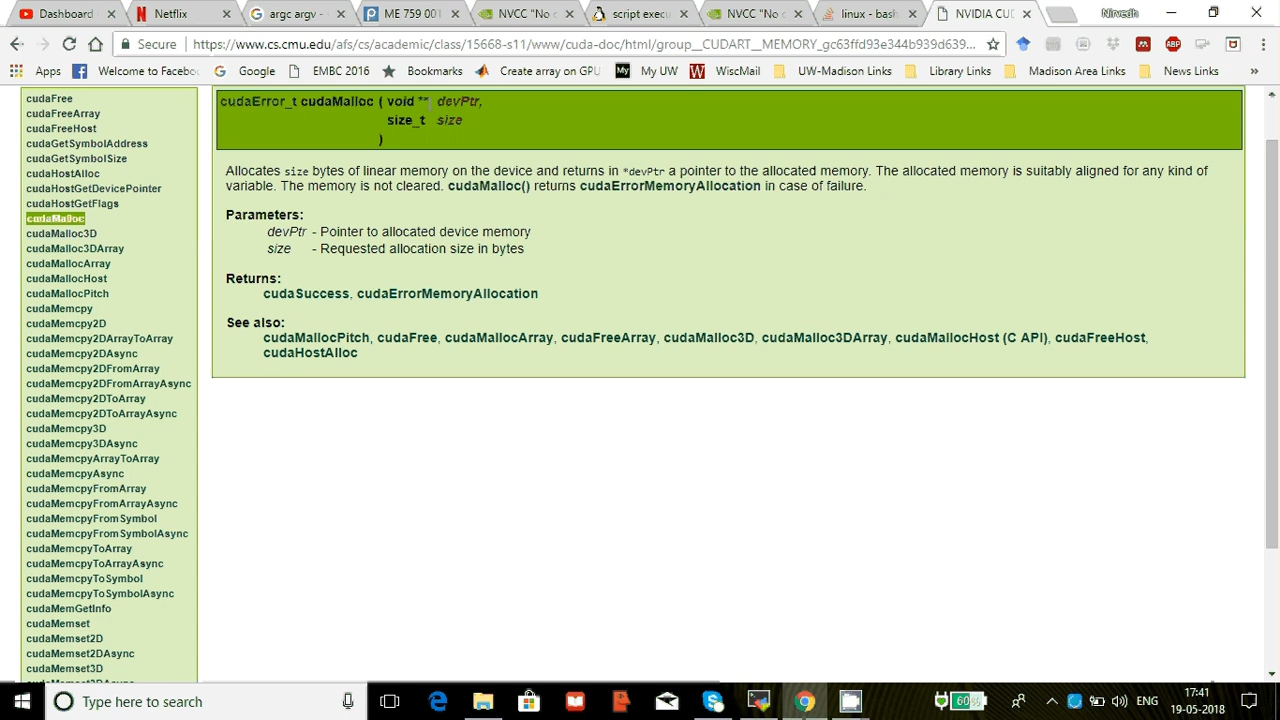 Dashboard
Netflix
argc argv -
ME 759 001
NVCC "No c
script exec
NVCC "No c
linux - bash
NVIDIA CUD
Nirvedh
Secure
https://www.cs.cmu.edu/afs/cs/academic/class/15668-s11/www/cuda-doc/html/group__CUDART__MEMORY_gc63ffd93e344b939d639...
Apps
Welcome to Faceboo
Google
EMBC 2016
Bookmarks
Create array on GPU
My UW
WiscMail
UW-Madison Links
Library Links
Madison Area Links
News Links
»
cudaFree
cudaFreeArray
cudaFreeHost
cudaGetSymbolAddress
cudaGetSymbolSize
cudaHostAlloc
cudaHostGetDevicePointer
cudaHostGetFlags
cudaMalloc
cudaMalloc3D
cudaMalloc3DArray
cudaMallocArray
cudaMallocHost
cudaMallocPitch
cudaMemcpy
cudaMemcpy2D
cudaMemcpy2DArrayToArray
cudaMemcpy2DAsync
cudaMemcpy2DFromArray
cudaMemcpy2DFromArrayAsync
cudaMemcpy2DToArray
cudaMemcpy2DToArrayAsync
cudaMemcpy3D
cudaMemcpy3DAsync
cudaMemcpyArrayToArray
cudaMemcpyAsync
cudaMemcpyFromArray
cudaMemcpyFromArrayAsync
cudaMemcpyFromSymbol
cudaMemcpyFromSymbolAsync
cudaMemcpyToArray
cudaMemcpyToArrayAsync
cudaMemcpyToSymbol
cudaMemcpyToSymbolAsync
cudaMemGetInfo
cudaMemset
cudaMemset2D
cudaMemset2DAsync
cudaMemset3D
cudaMemset3DAsync
cudaError_t cudaMalloc ( void ** devPtr,
size_t size
)
Allocates size bytes of linear memory on the device and returns in *devPtr a pointer to the allocated memory. The allocated memory is suitably aligned for any kind of
variable. The memory is not cleared. cudaMalloc() returns cudaErrorMemoryAllocation in case of failure.
Parameters:
devPtr - Pointer to allocated device memory
size - Requested allocation size in bytes
Returns:
cudaSuccess, cudaErrorMemoryAllocation
See also:
cudaMallocPitch, cudaFree, cudaMallocArray, cudaFreeArray, cudaMalloc3D, cudaMalloc3DArray, cudaMallocHost (C API), cudaFreeHost,
cudaHostAlloc
Type here to search
60%
ENG
17:41
19-05-2018